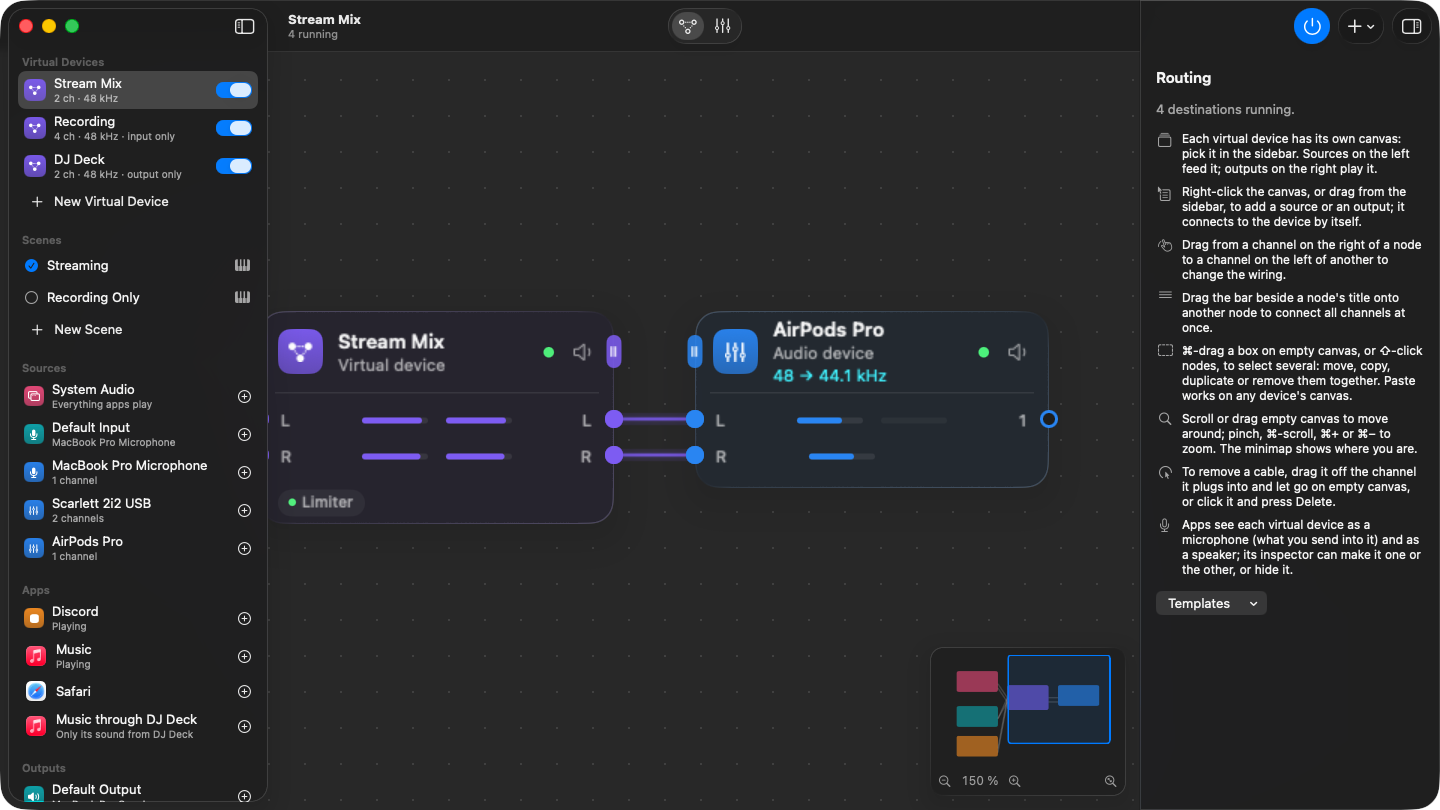 Virtual Devices
Stream Mix
2 ch · 48 kHz
Recording
4 ch · 48 kHz · input only
DJ Deck
2 ch · 48 kHz · output only
New Virtual Device
Scenes
Streaming
Recording Only
New Scene
Sources
System Audio
Everything apps play
Default Input
MacBook Pro Microphone
MacBook Pro Microphone
1 channel
Scarlett 2i2 USB
2 channels
AirPods Pro
1 channel
Apps
Discord
Playing
Music
Playing
Safari
Music through DJ Deck
Only its sound from DJ Deck
Outputs
Default Output
Stream Mix
4 running
Stream Mix
Virtual device
L
L
R
R
Limiter
AirPods Pro
Audio device
48 → 44.1 kHz
L
1
R
150 %
Routing
4 destinations running.
Each virtual device has its own canvas:
pick it in the sidebar. Sources on the left
feed it; outputs on the right play it.
Right-click the canvas, or drag from the
sidebar, to add a source or an output; it
connects to the device by itself.
Drag from a channel on the right of a node
to a channel on the left of another to
change the wiring.
Drag the bar beside a node's title onto
another node to connect all channels at
once.
⌘-drag a box on empty canvas, or ⇧-click
nodes, to select several: move, copy,
duplicate or remove them together. Paste
works on any device's canvas.
Scroll or drag empty canvas to move
around; pinch, ⌘-scroll, ⌘+ or ⌘− to
zoom. The minimap shows where you are.
To remove a cable, drag it off the channel
it plugs into and let go on empty canvas,
or click it and press Delete.
Apps see each virtual device as a
microphone (what you send into it) and as
a speaker; its inspector can make it one or
the other, or hide it.
Templates